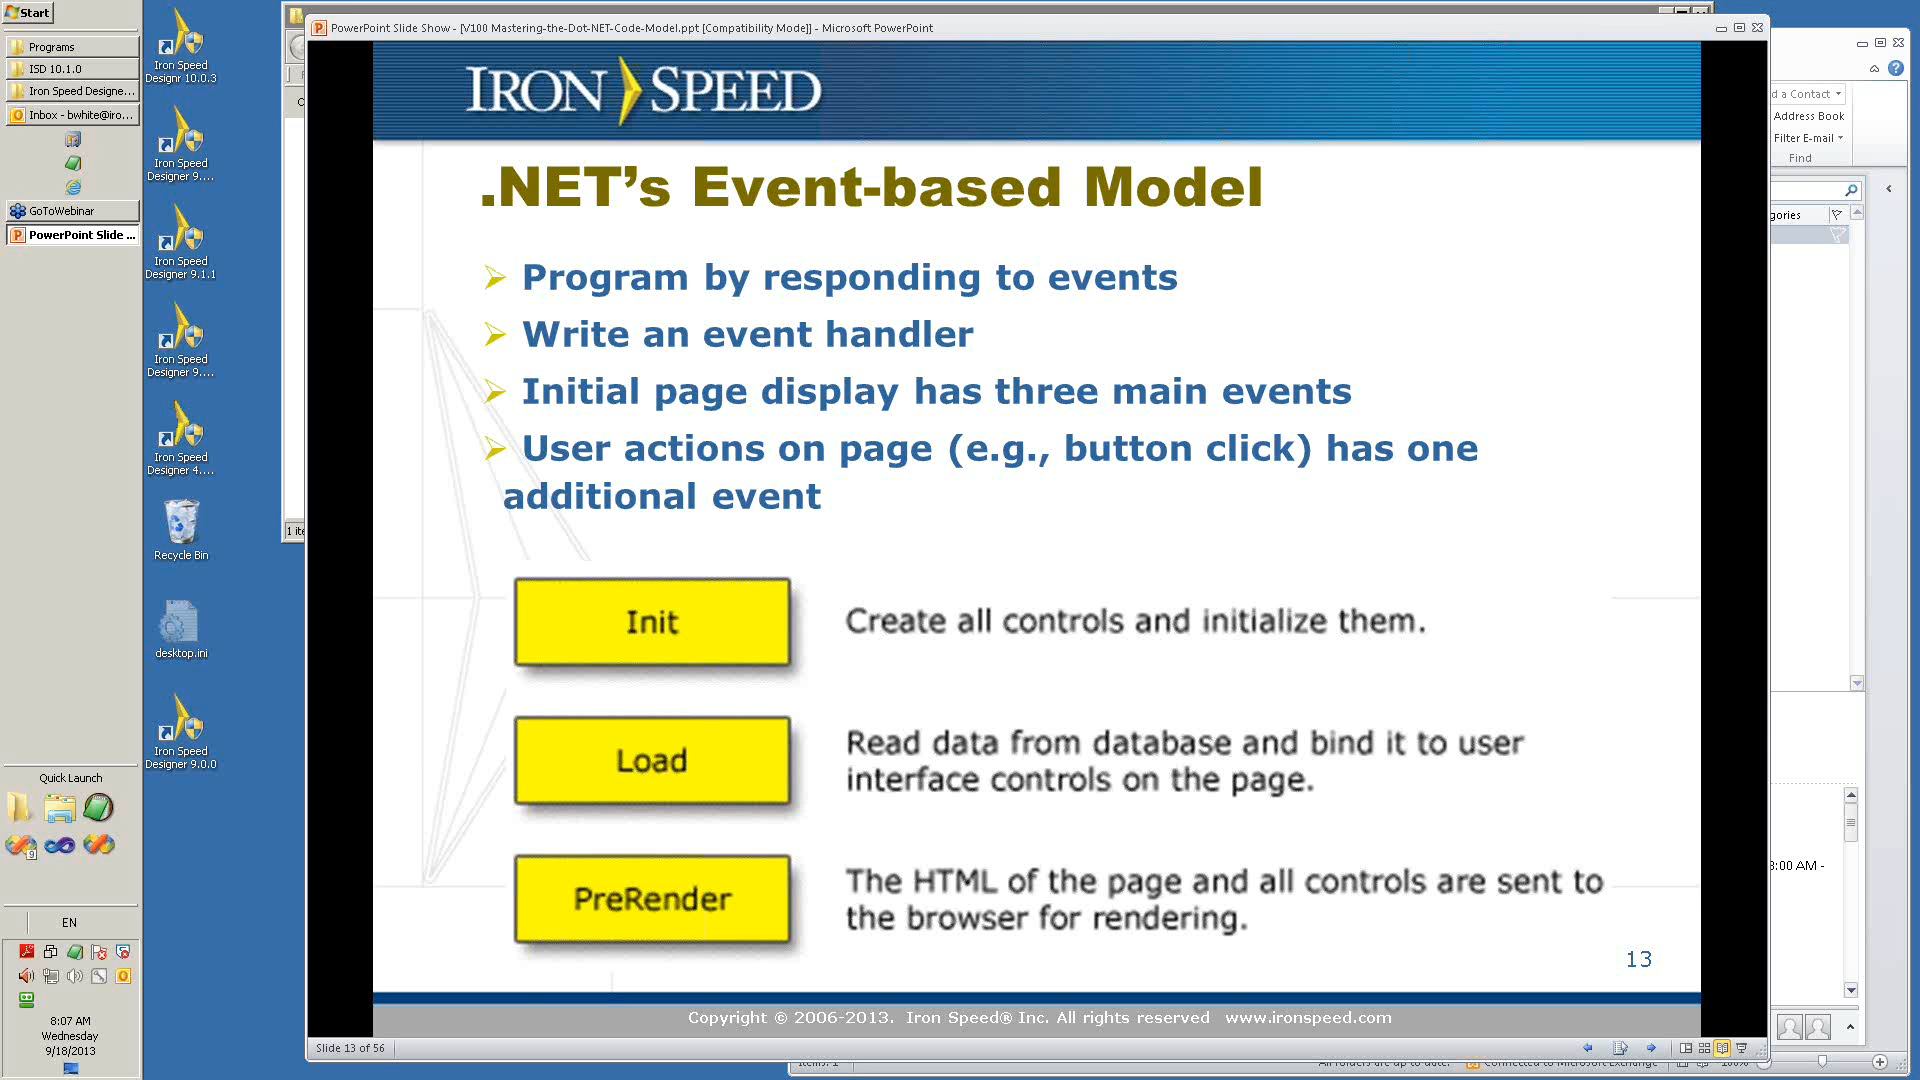 Start
Programs
ISD 10.1.0
Iron Speed Designe...
Inbox - bwhite@iro...
GoToWebinar
PowerPoint Slide ...
Quick Launch
EN
8:07 AM
Wednesday
9/18/2013
Iron Speed
Designr 10.0.3
Iron Speed
Designer 9....
Iron Speed
Designer 9.1.1
Iron Speed
Designer 9....
Iron Speed
Designer 4....
Recycle Bin
desktop.ini
Iron Speed
Designer 9.0.0
PowerPoint Slide Show - [V100 Mastering-the-Dot-NET-Code-Model.ppt [Compatibility Mode]] - Microsoft PowerPoint
IRON SPEED
.NET’s Event-based Model
Program by responding to events
Write an event handler
Initial page display has three main events
User actions on page (e.g., button click) has one
additional event
Init
Create all controls and initialize them.
Load
Read data from database and bind it to user
interface controls on the page.
PreRender
The HTML of the page and all controls are sent to
the browser for rendering.
13
Copyright © 2006-2013. Iron Speed® Inc. All rights reserved www.ironspeed.com
Slide 13 of 56
d a Contact
Address Book
Filter E-mail
Find
gories
3:00 AM -